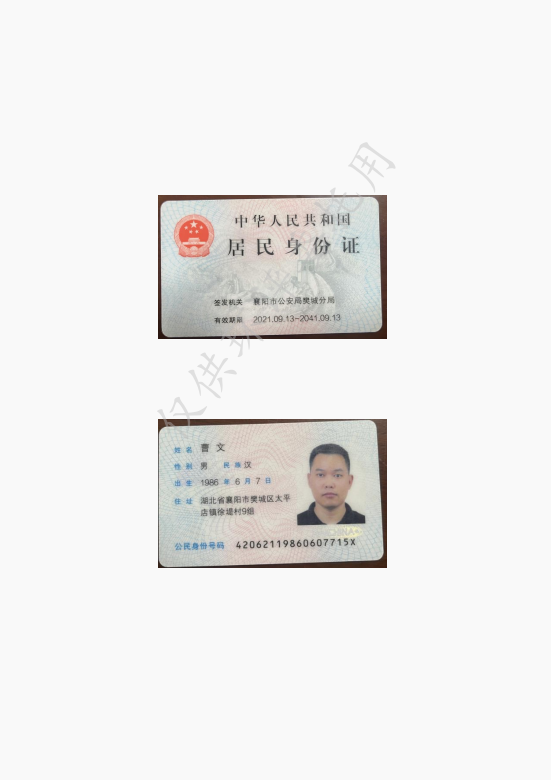 中华人民共和国
居民身份证
签发机关 襄阳市公安局樊城分局
有效期限 2021.09.13-2041.09.13
仅供
使用
姓名 曹文
性别 男 民族 汉
出生 1986 年 6 月 7 日
住址 湖北省襄阳市樊城区太平
店镇徐堤村9组
公民身份号码 42062119860607715X